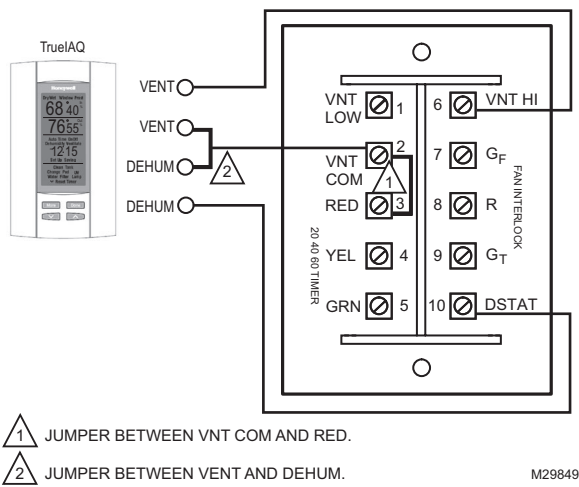 TrueIAQ
Honeywell
68 40
76 55
12:15
VENT
VENT
DEHUM
DEHUM
2
VNT
LOW
1
VNT
COM
2
1
RED
3
YEL
4
GRN
5
20 40 60 TIMER
6
VNT HI
7
GF
8
R
9
GT
10
DSTAT
FAN INTERLOCK
1
JUMPER BETWEEN VNT COM AND RED.
2
JUMPER BETWEEN VENT AND DEHUM.
M29849